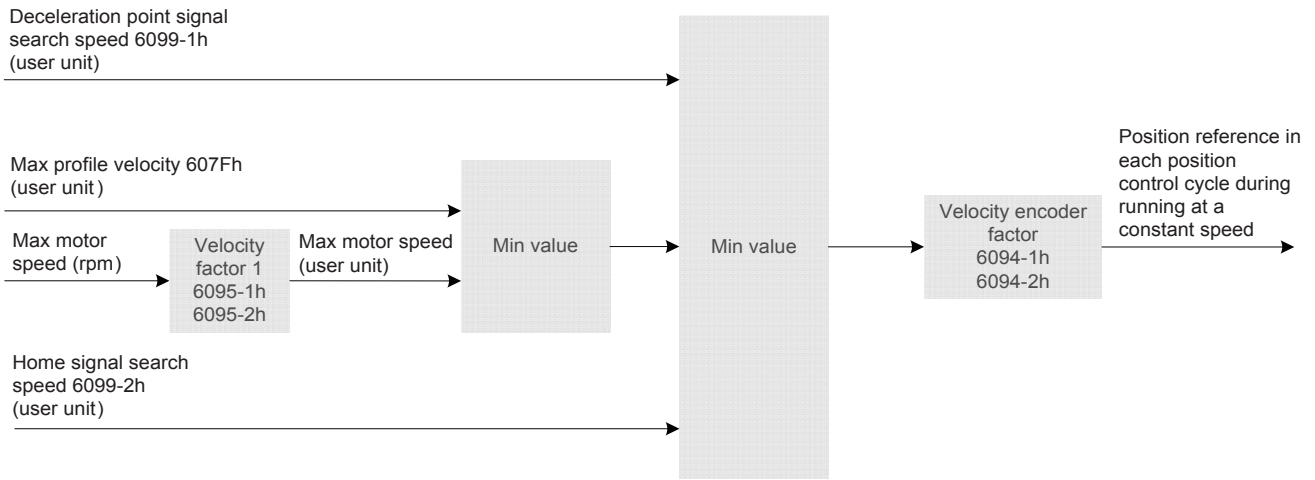 Deceleration point signal
search speed 6099-1h
(user unit)
Max profile velocity 607Fh
(user unit)
Max motor
speed (rpm)
Velocity
factor 1
6095-1h
6095-2h
Max motor speed
(user unit)
Min value
Min value
Velocity encoder
factor
6094-1h
6094-2h
Position reference in
each position
control cycle during
running at a
constant speed
Home signal search
speed 6099-2h
(user unit)